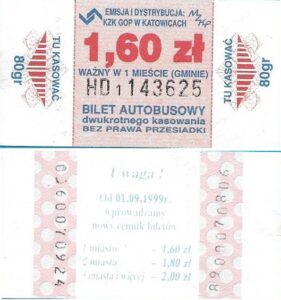 EMISJA I DYSTRYBUCJA:
KZK GOP W KATOWICACH
1,60 zł
WAŻNY W 1 MIEŚCIE (GMINIE)
HD 1143625
BILET AUTOBUSOWY
dwukrotnego kasowania
BEZ PRAWA PRZESIADKI
TU KASOWAĆ
80gr
TU KASOWAĆ
80gr
Uwaga !
Od 01.09.1999r.
wprowadzamy
nowy cennik biletów
1 miasto - 1,60 zł
2 miasta - 1,80 zł
3 miasta i więcej - 2,00 zł